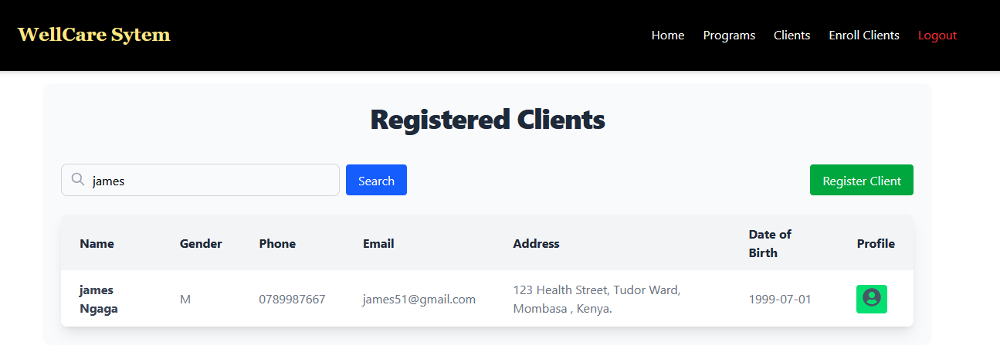 WellCare Sytem
Home Programs Clients Enroll Clients Logout
Registered Clients
james Search Register Client
Name Gender Phone Email Address Date of Birth Profile
james Ngaga M 0789987667 james51@gmail.com 123 Health Street, Tudor Ward, Mombasa , Kenya. 1999-07-01